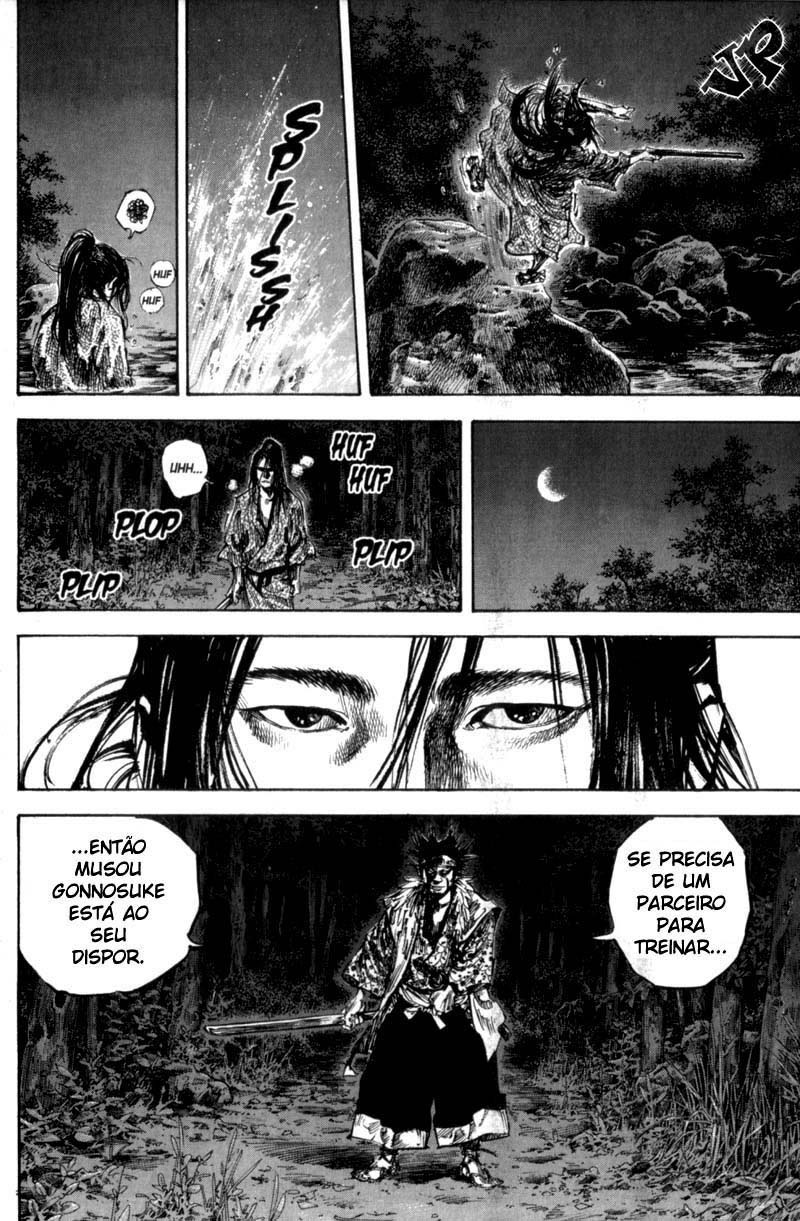 VP
SPLISSH
HUF
HUF
HUF
HUF
UHH...
PLIP
PLOP
PLIP
SE PRECISA
DE UM
PARCEIRO
PARA
TREINAR...
...ENTÃO
MUSOU
GONNOSUKE
ESTÁ AO
SEU
DISPOR.